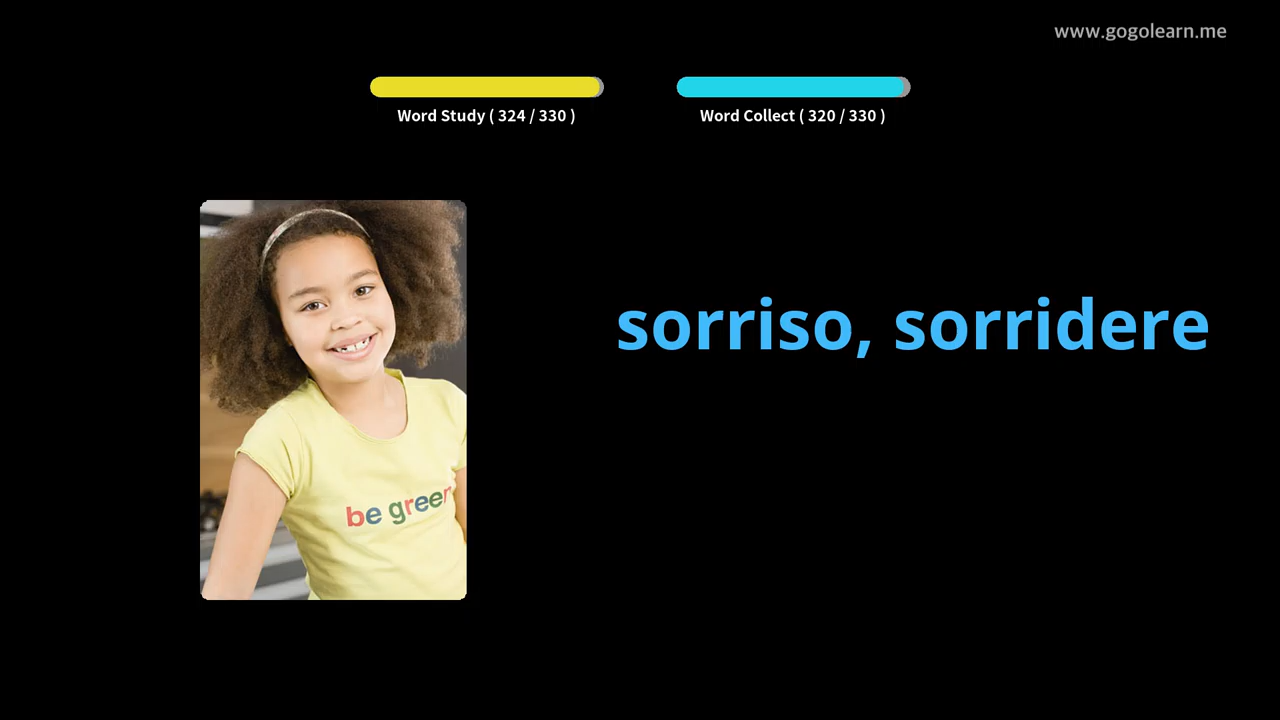 www.gogolearn.me
Word Study ( 324 / 330 )
Word Collect ( 320 / 330 )
sorriso, sorridere
be green